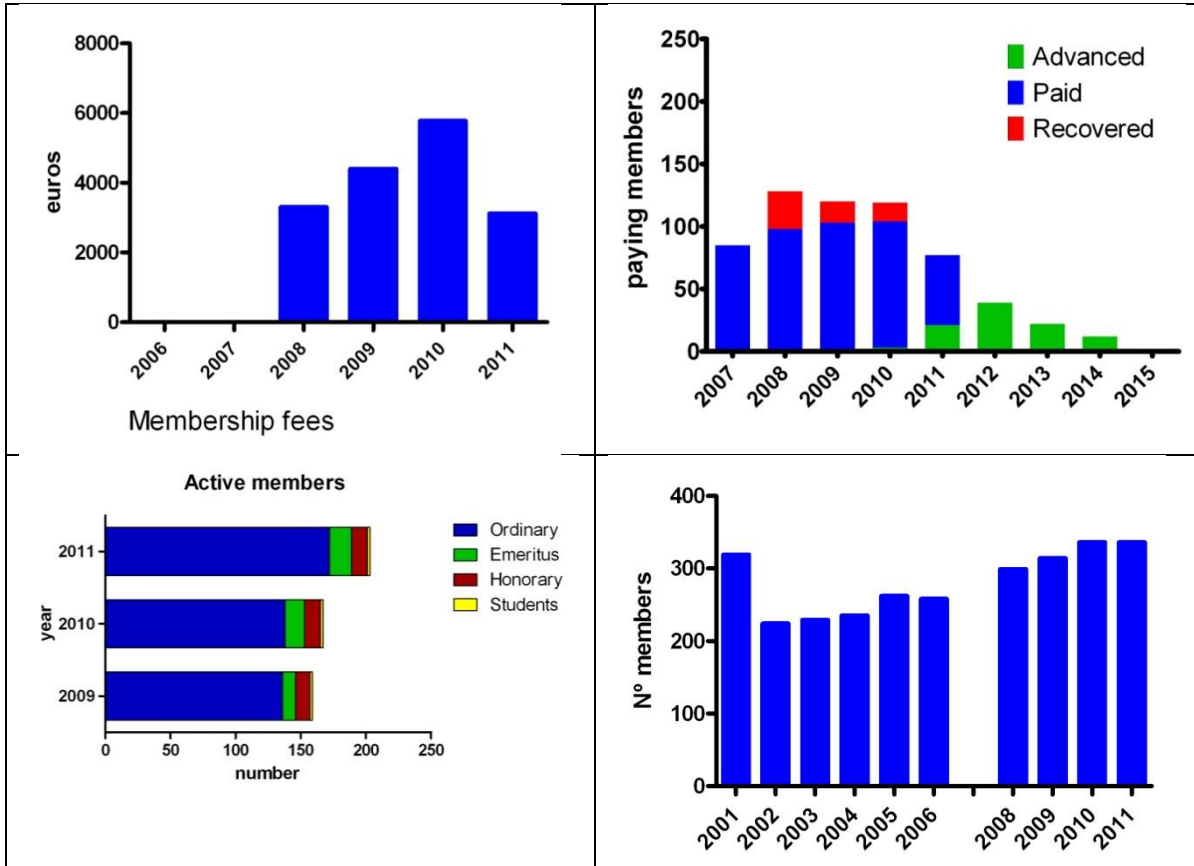 8000
6000
4000
2000
0
euros
2006 2007 2008 2009 2010 2011
Membership fees
250
200
150
100
50
0
paying members
Advanced
Paid
Recovered
2007 2008 2009 2010 2011 2012 2013 2014 2015
Active members
2011
2010
2009
year
0 50 100 150 200 250
number
Ordinary
Emeritus
Honorary
Students
400
300
200
100
0
Nº members
2001 2002 2003 2004 2005 2006 2008 2009 2010 2011